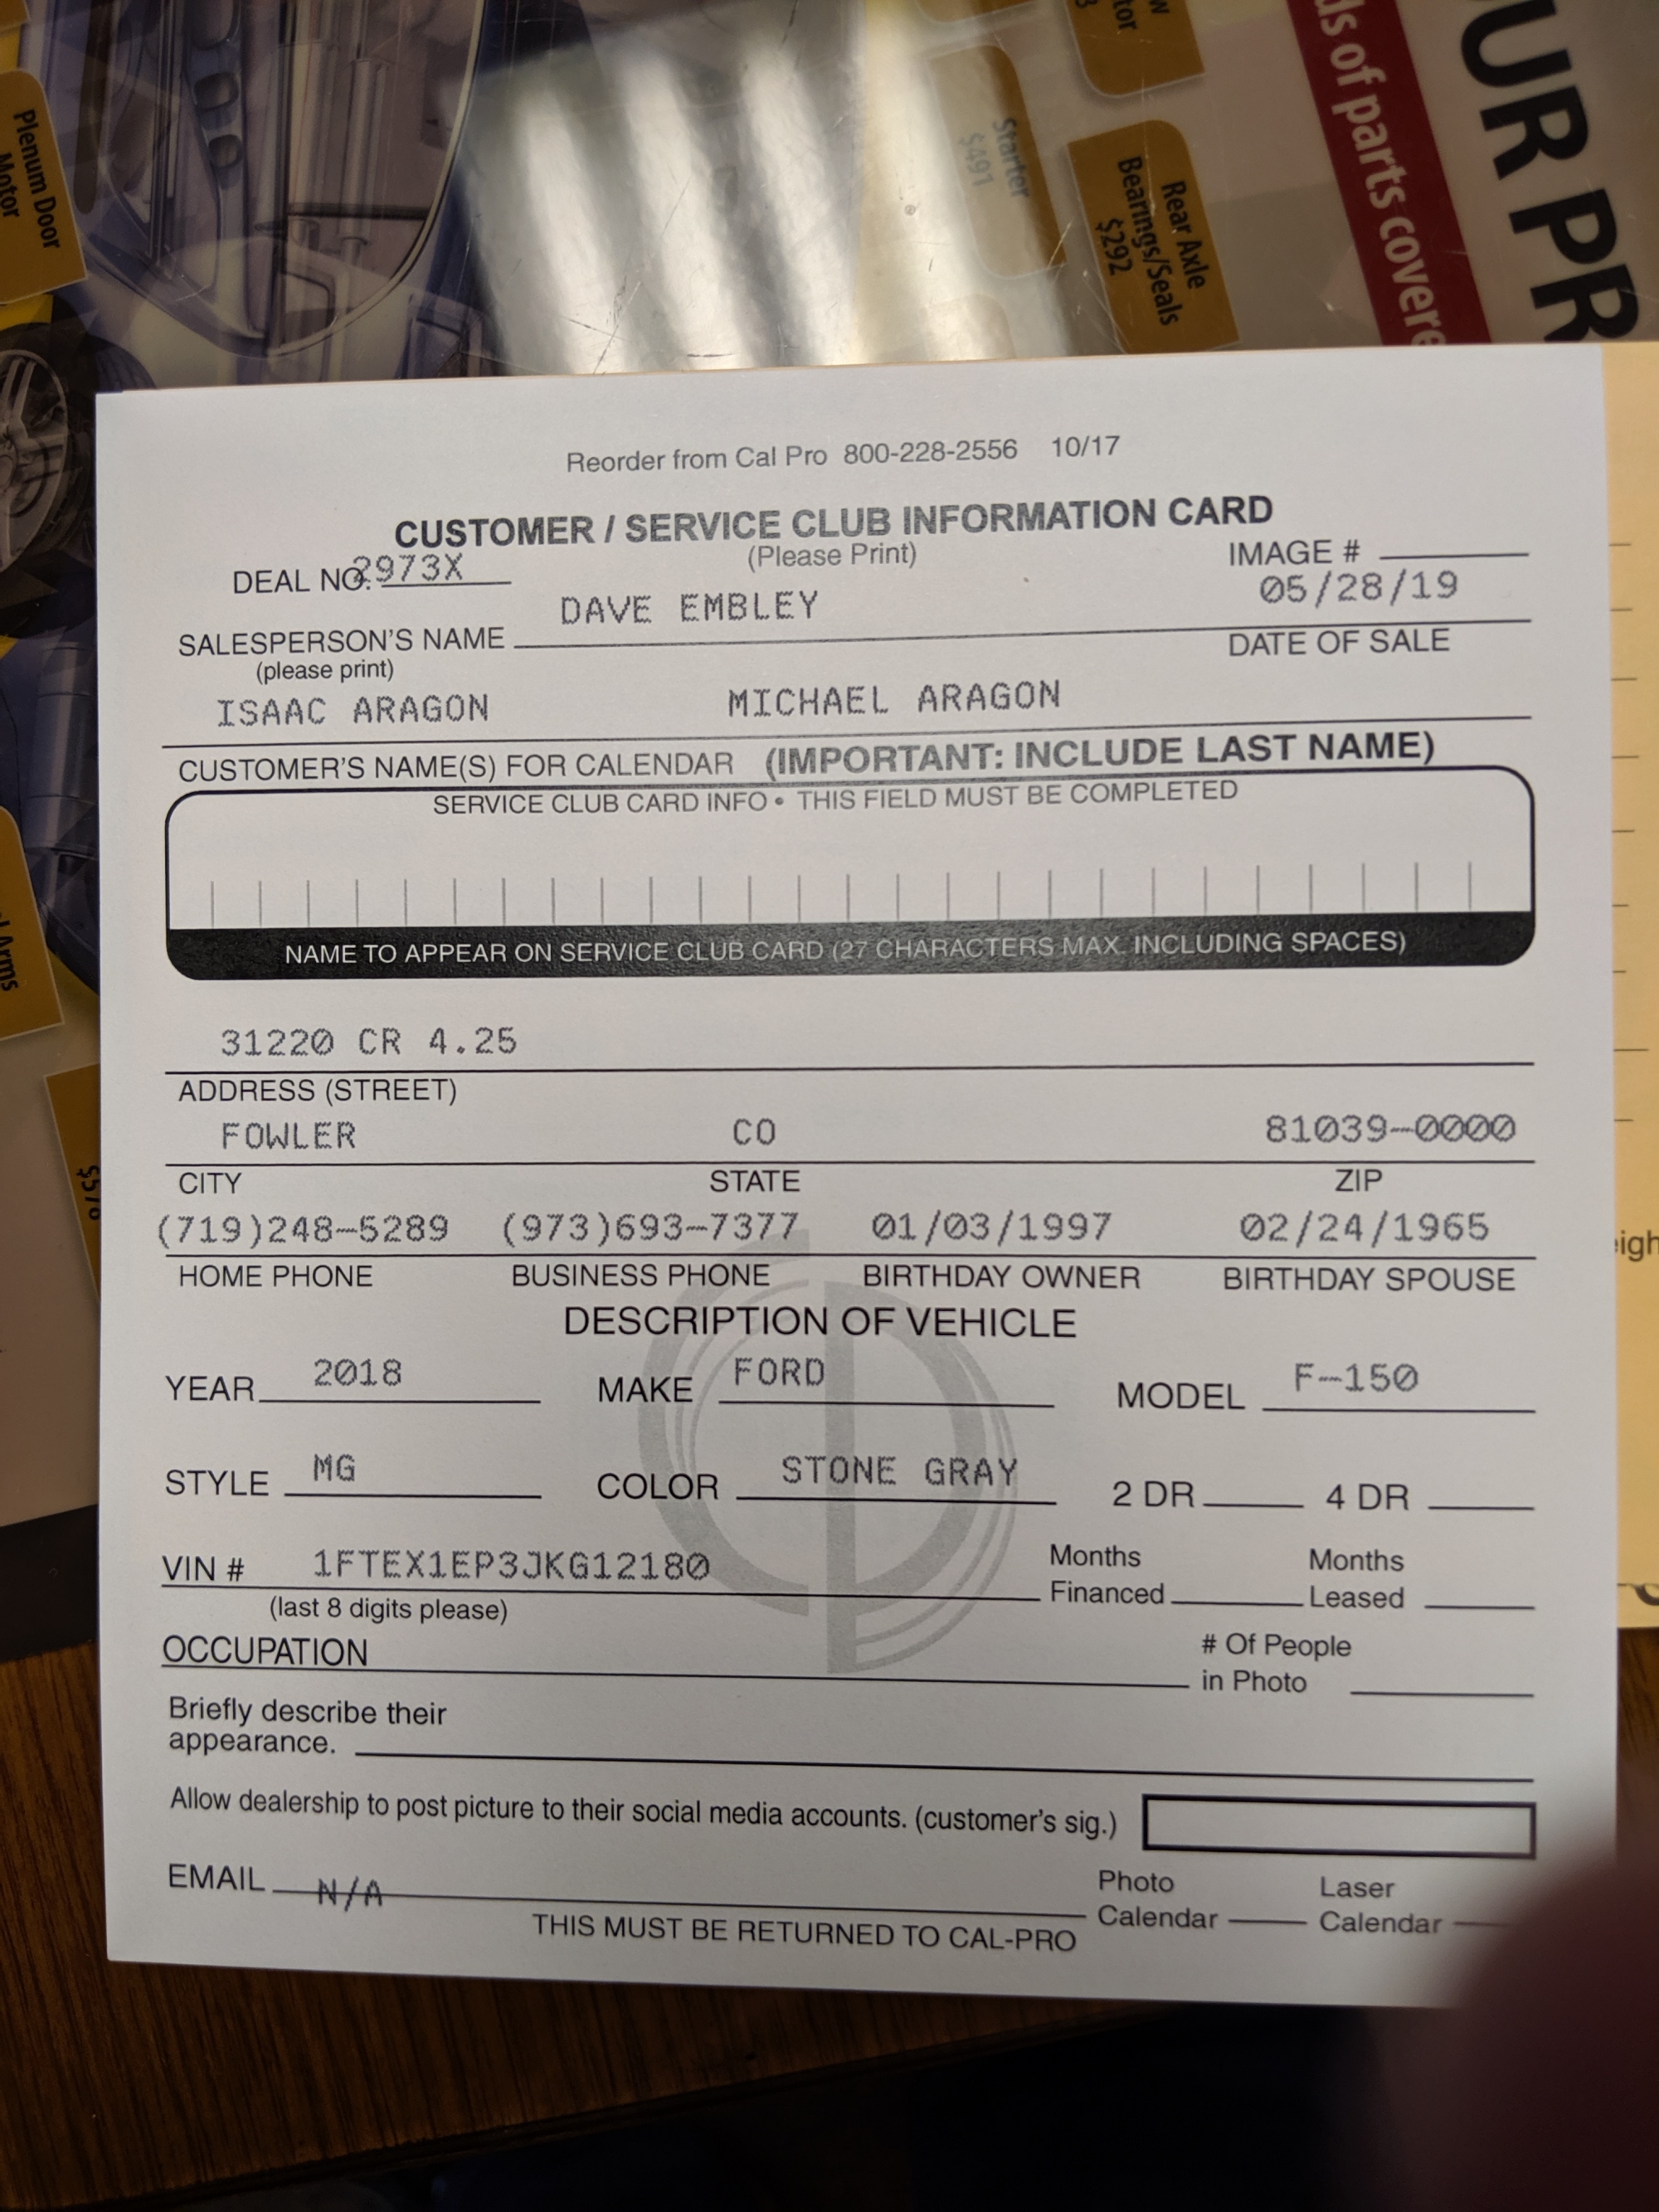 Plenum Door
Motor
Starter
$491
Rear Axle
Bearings/Seals
$292
of parts
UR PR
Reorder from Cal Pro 800-228-2556 10/17
CUSTOMER / SERVICE CLUB INFORMATION CARD
(Please Print)
DEAL NO. 2973X
IMAGE #
DAVE EMBLEY 05/28/19
SALESPERSON'S NAME DATE OF SALE
(please print)
ISAAC ARAGON MICHAEL ARAGON
CUSTOMER'S NAME(S) FOR CALENDAR (IMPORTANT: INCLUDE LAST NAME)
SERVICE CLUB CARD INFO • THIS FIELD MUST BE COMPLETED
NAME TO APPEAR ON SERVICE CLUB CARD (27 CHARACTERS MAX. INCLUDING SPACES)
31220 CR 4.25
ADDRESS (STREET)
FOWLER CO 81039-0000
CITY STATE ZIP
(719)248-5289 (973)693-7377 01/03/1997 02/24/1965
HOME PHONE BUSINESS PHONE BIRTHDAY OWNER BIRTHDAY SPOUSE
DESCRIPTION OF VEHICLE
YEAR 2018 MAKE FORD MODEL F-150
STYLE MG COLOR STONE GRAY 2 DR 4 DR
VIN # 1FTEX1EP3JKG12180 Months Financed Months Leased
(last 8 digits please)
OCCUPATION # Of People in Photo
Briefly describe their
appearance.
Allow dealership to post picture to their social media accounts. (customer's sig.)
EMAIL N/A Photo Calendar Laser Calendar
THIS MUST BE RETURNED TO CAL-PRO